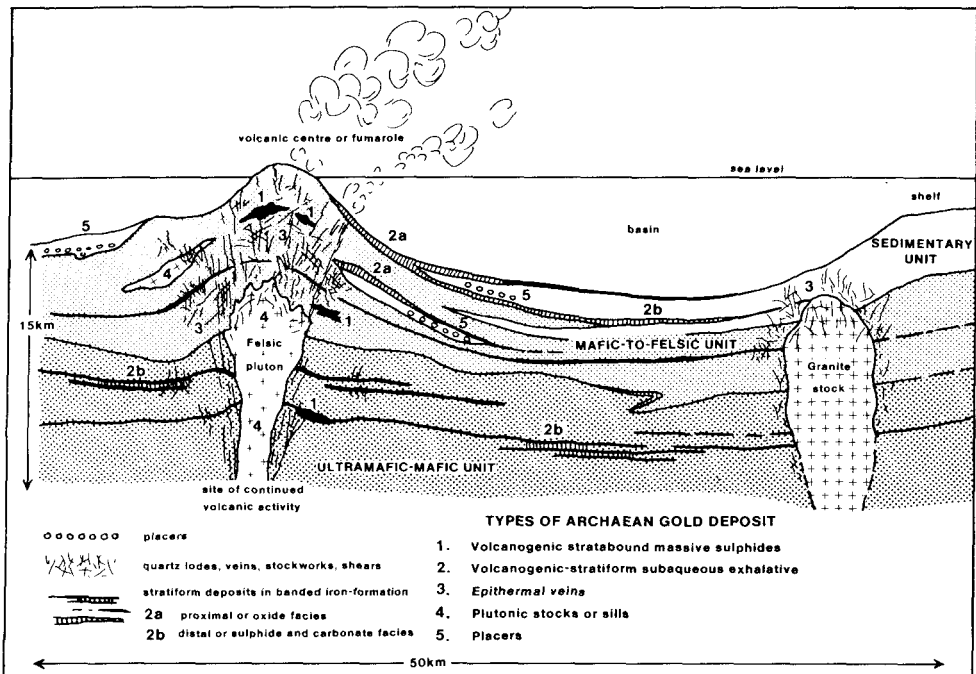 volcanic centre or fumarole
sea level
shelf
basin
SEDIMENTARY
UNIT
5
1
1
2a
3
4
2a
5
3
2b
5
15km
3
4
1
Felsic
pluton
MAFIC-TO-FELSIC UNIT
Granite
stock
2b
1
4
2b
ULTRAMAFIC-MAFIC UNIT
site of continued
volcanic activity
placers
quartz lodes, veins, stockworks, shears
stratiform deposits in banded iron-formation
2a proximal or oxide facies
2b distal or sulphide and carbonate facies
TYPES OF ARCHAEAN GOLD DEPOSIT
1. Volcanogenic stratabound massive sulphides
2. Volcanogenic-stratiform subaqueous exhalative
3. Epithermal veins
4. Plutonic stocks or sills
5. Placers
50km